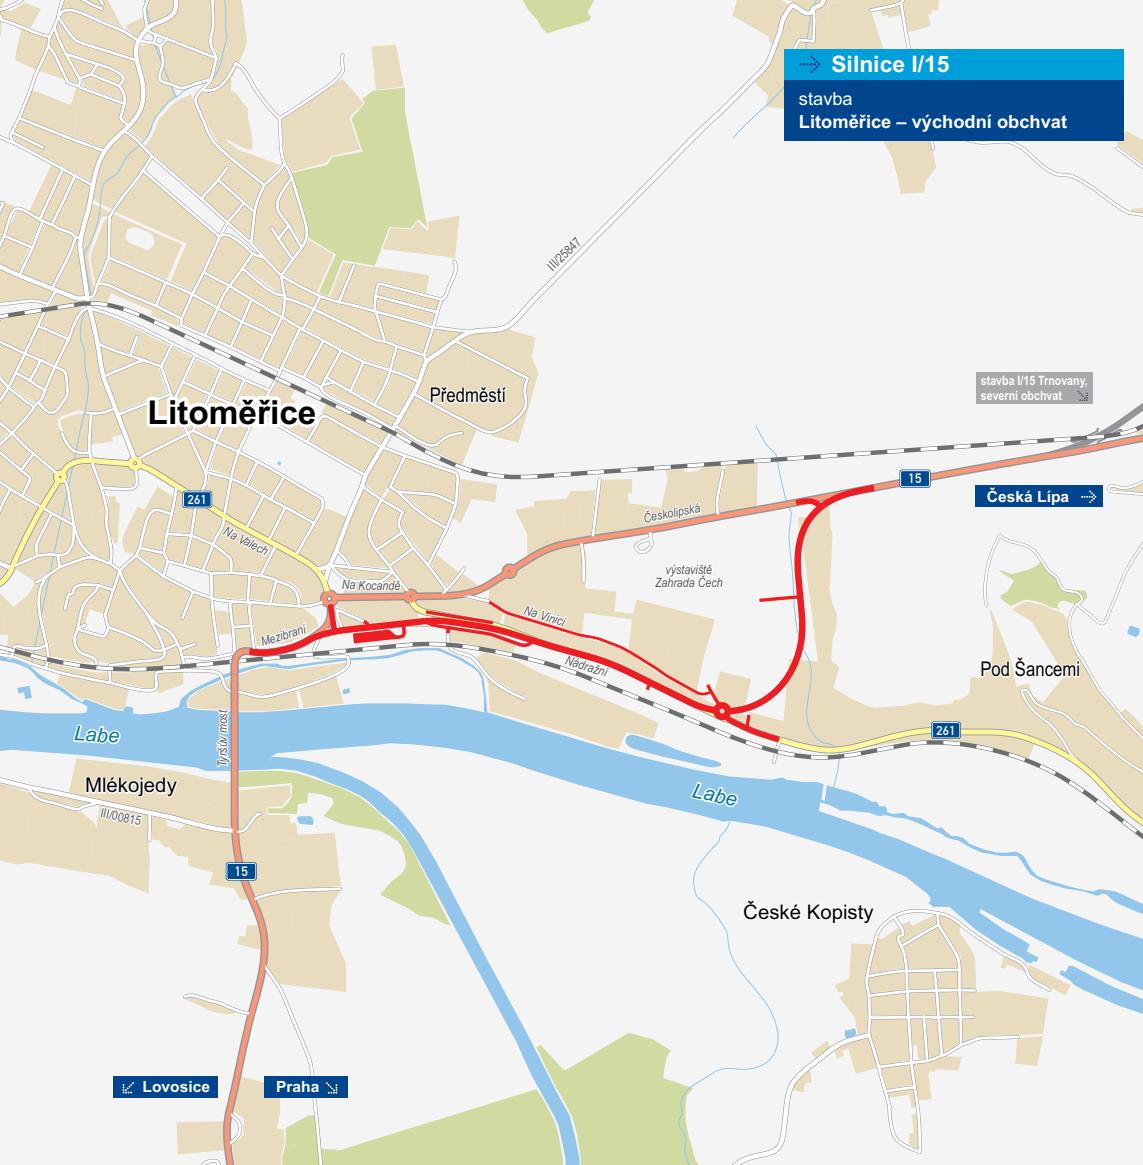 Silnice I/15
stavba
Litoměřice – východní obchvat
III/25847
stavba I/15 Trnovany,
severní obchvat
Předměstí
Litoměřice
15
Česká Lípa
261
Českolipská
Na Valech
výstaviště
Zahrada Čech
Na Kocandě
Na Vinici
Mezibraní
Nádražní
Pod Šancemi
261
Labe
Tyršův most
Mlékojedy
Labe
III/00815
15
České Kopisty
Lovosice
Praha